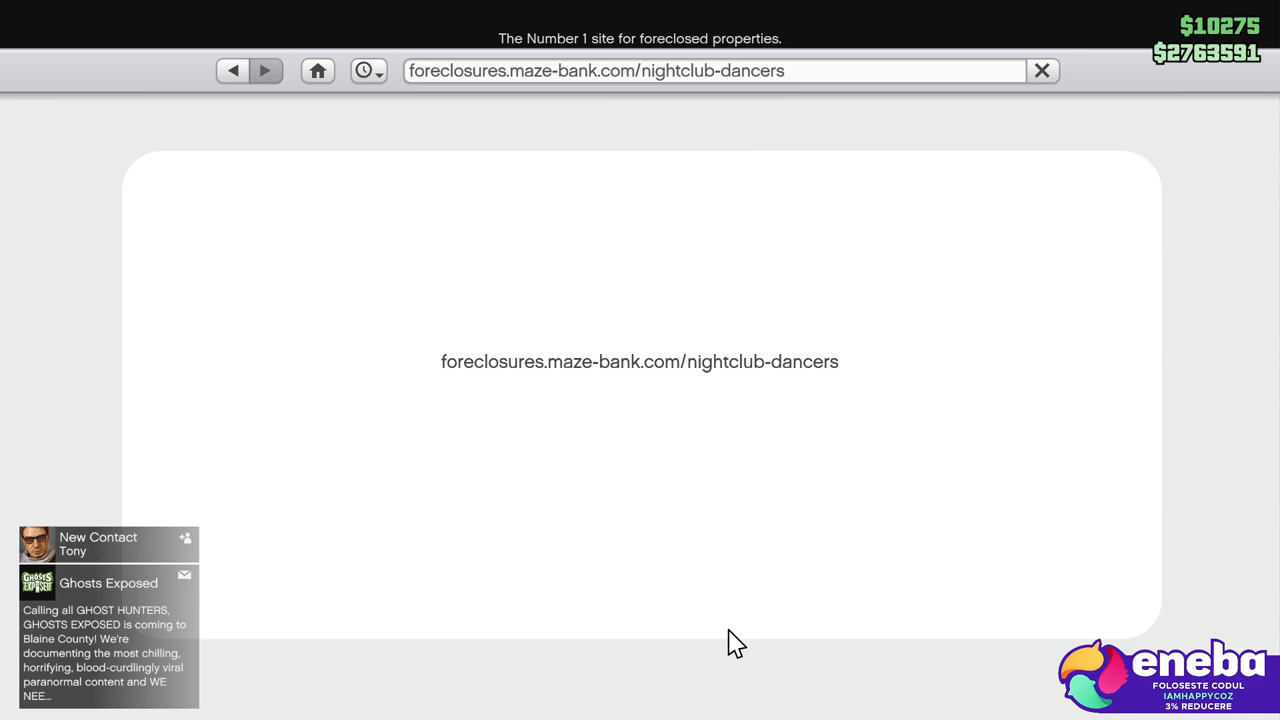 The Number 1 site for foreclosed properties.
$10275
$2763591
foreclosures.maze-bank.com/nightclub-dancers
foreclosures.maze-bank.com/nightclub-dancers
New Contact
Tony
GHOSTS
EXPOSED
Ghosts Exposed
Calling all GHOST HUNTERS,
GHOSTS EXPOSED is coming to
Blaine County! We're
documenting the most chilling,
horrifying, blood-curdlingly viral
paranormal content and WE
NEE...
eneba
FOLOSESTE CODUL
IAMHAPPYCOZ
3% REDUCERE